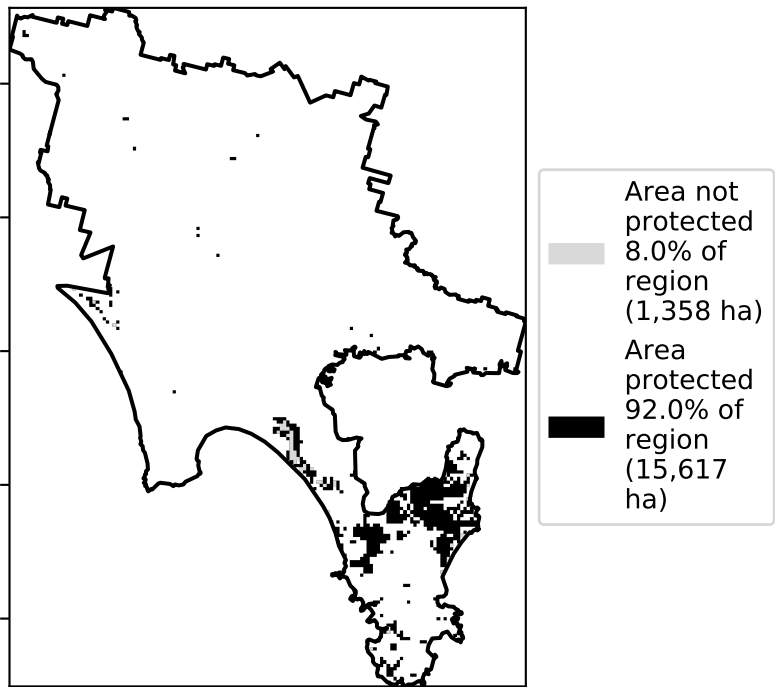 Area not
protected
8.0% of
region
(1,358 ha)
Area
protected
92.0% of
region
(15,617
ha)